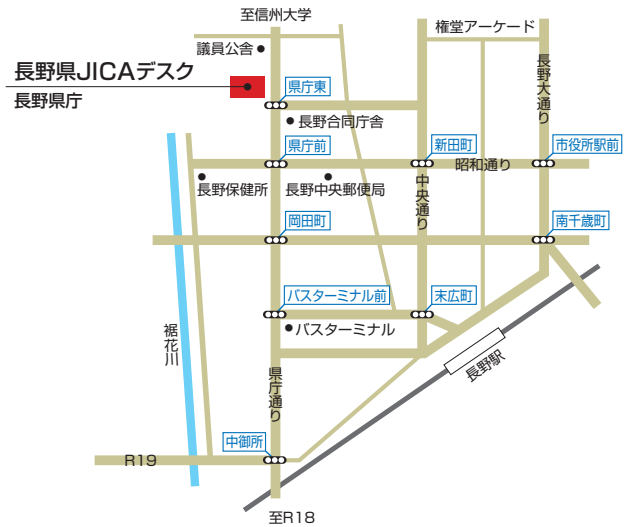 至信州大学
権堂アーケード
議員公舎
長野県JICAデスク
長野県庁
県庁東
長野大通り
長野合同庁舎
県庁前
新田町
昭和通り
市役所駅前
長野保健所
長野中央郵便局
中央通り
岡田町
南千歳町
バスターミナル前
末広町
バスターミナル
裾花川
長野駅
県庁通り
中御所
R19
至R18